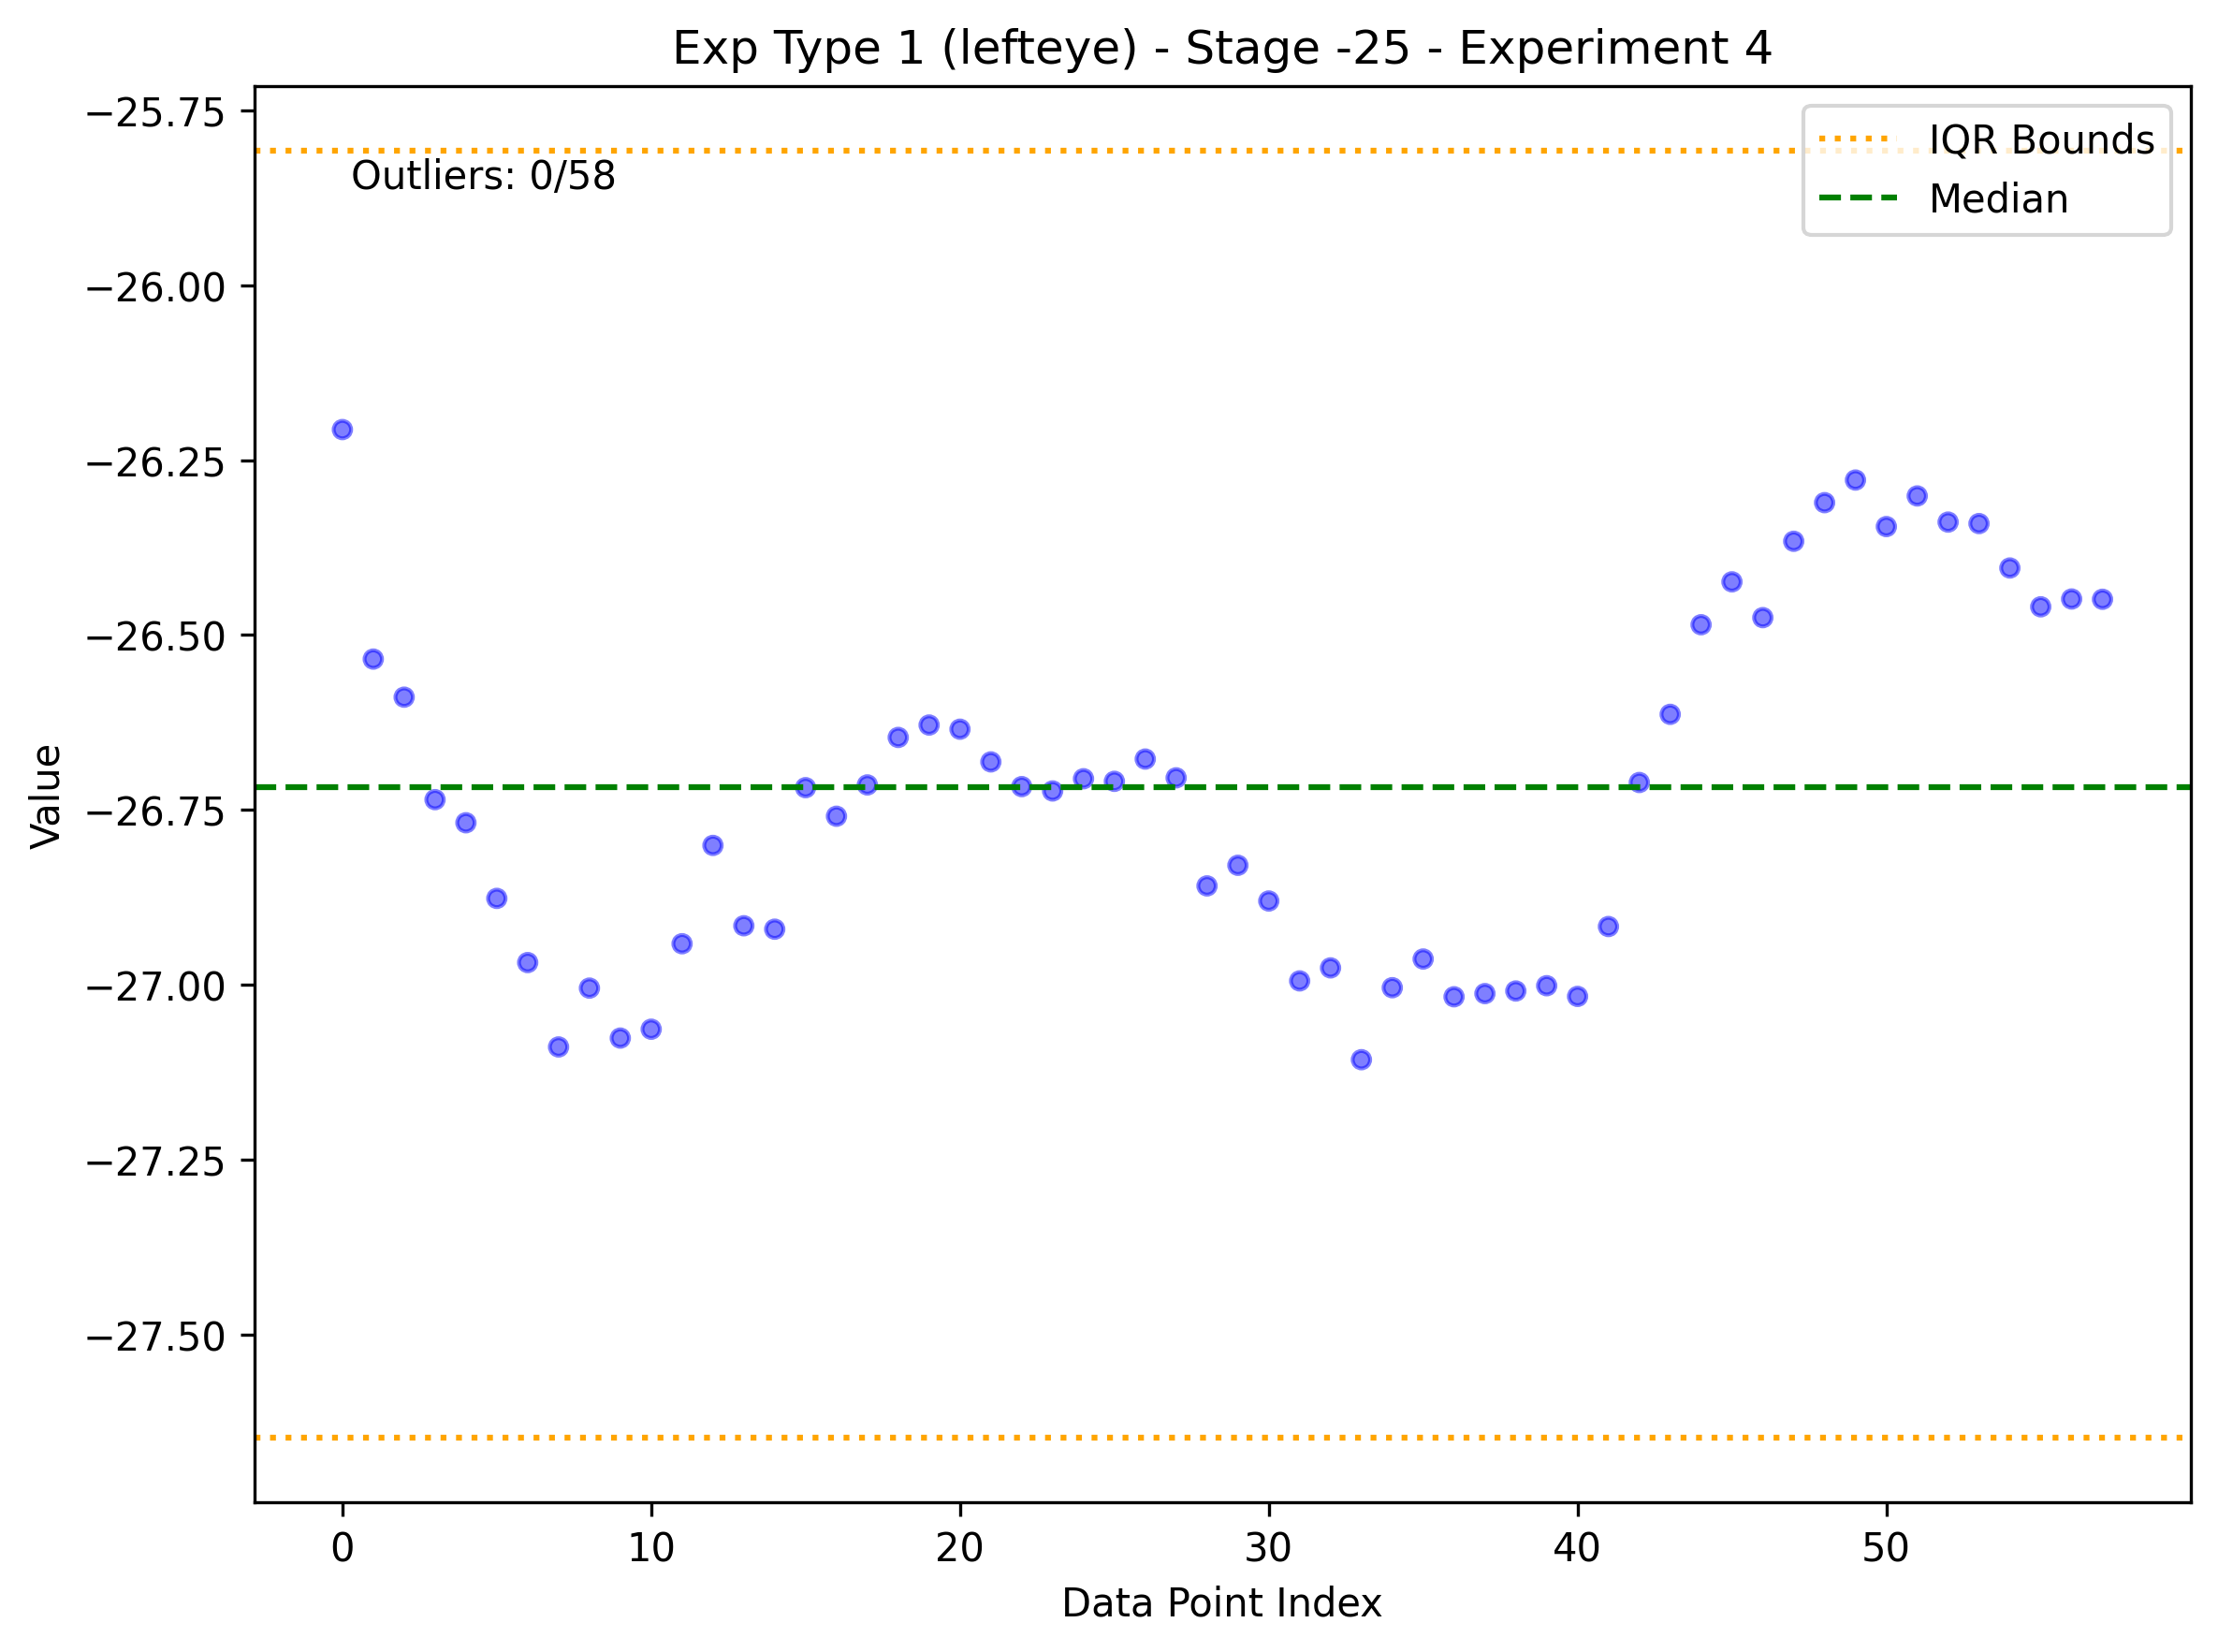 Exp Type 1 (lefteye) - Stage -25 - Experiment 4
−25.75
−26.00
−26.25
−26.50
−26.75
−27.00
−27.25
−27.50
Value
Outliers: 0/58
IQR Bounds
Median
0 10 20 30 40 50
Data Point Index